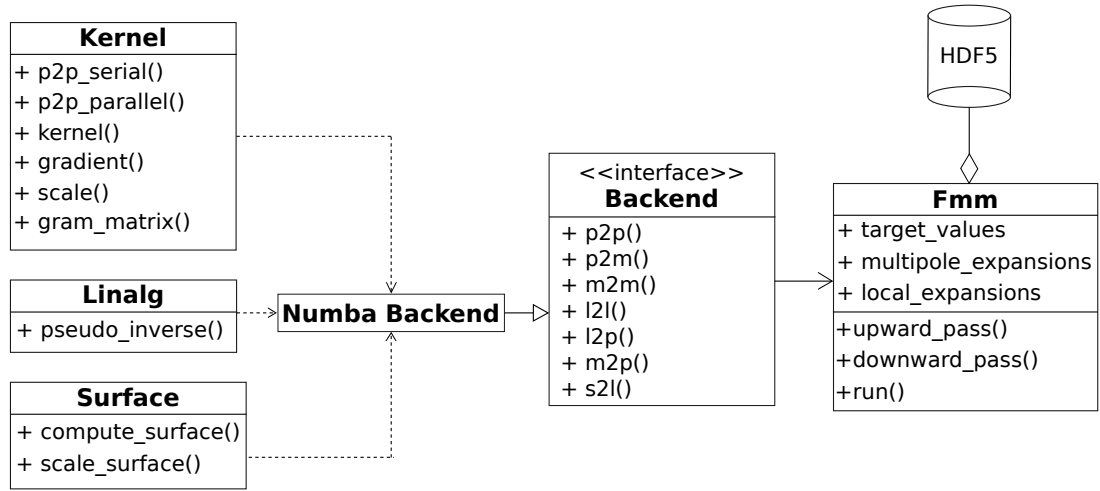 Kernel
+ p2p_serial()
+ p2p_parallel()
+ kernel()
+ gradient()
+ scale()
+ gram_matrix()
Linalg
+ pseudo_inverse()
Surface
+ compute_surface()
+ scale_surface()
Numba Backend
<<interface>>
Backend
+ p2p()
+ p2m()
+ m2m()
+ l2l()
+ l2p()
+ m2p()
+ s2l()
HDF5
Fmm
+ target_values
+ multipole_expansions
+ local_expansions
+upward_pass()
+downward_pass()
+run()